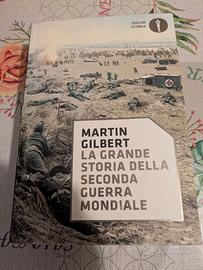 OSCAR
STORIA
MARTIN
GILBERT
LA GRANDE
STORIA DELLA
SECONDA
GUERRA
MONDIALE